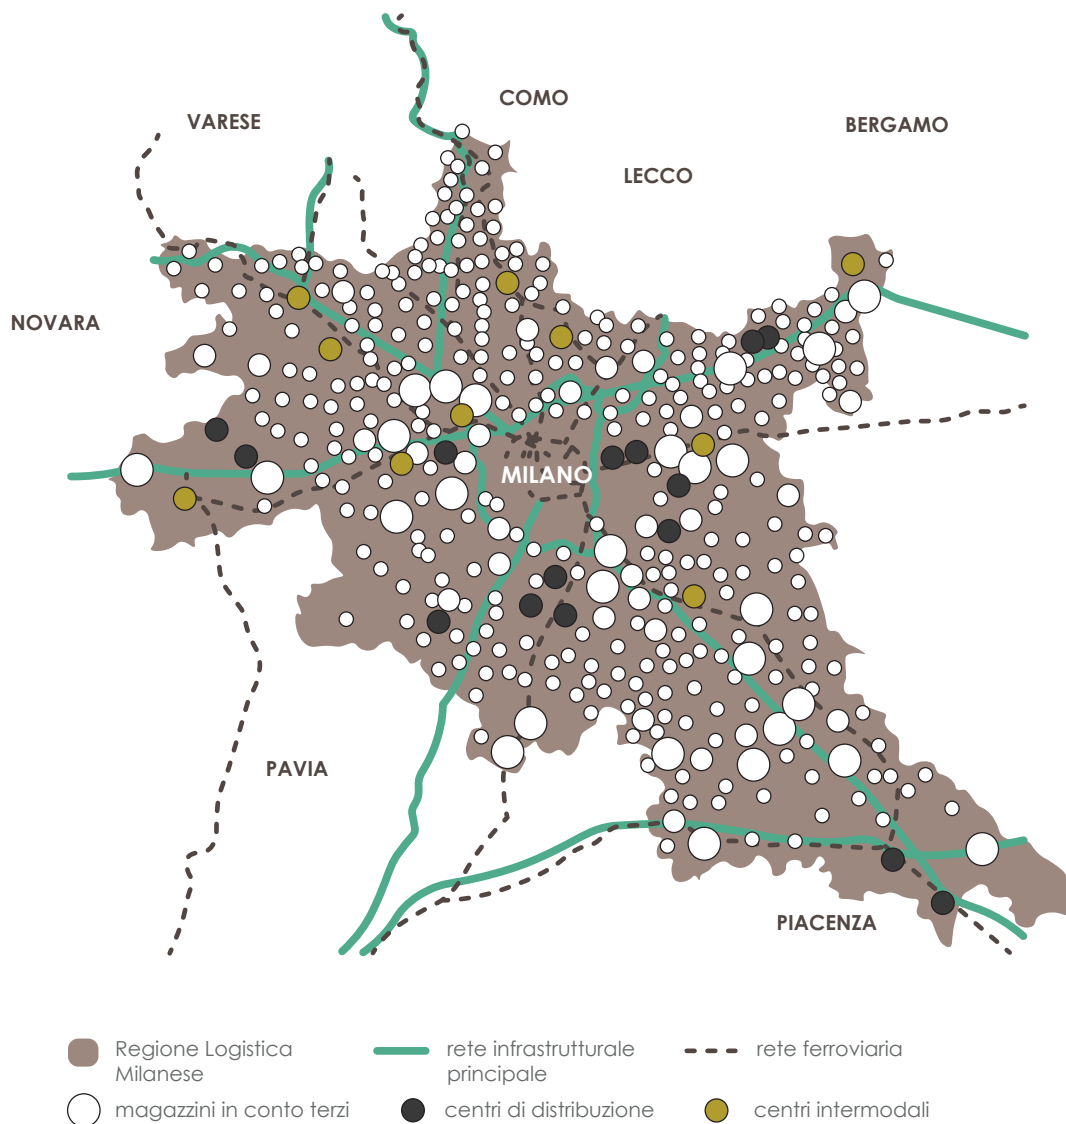 COMO
VARESE
BERGAMO
LECCO
NOVARA
MILANO
PAVIA
PIACENZA
Regione Logistica
Milanese
rete infrastrutturale
principale
rete ferroviaria
magazzini in conto terzi
centri di distribuzione
centri intermodali